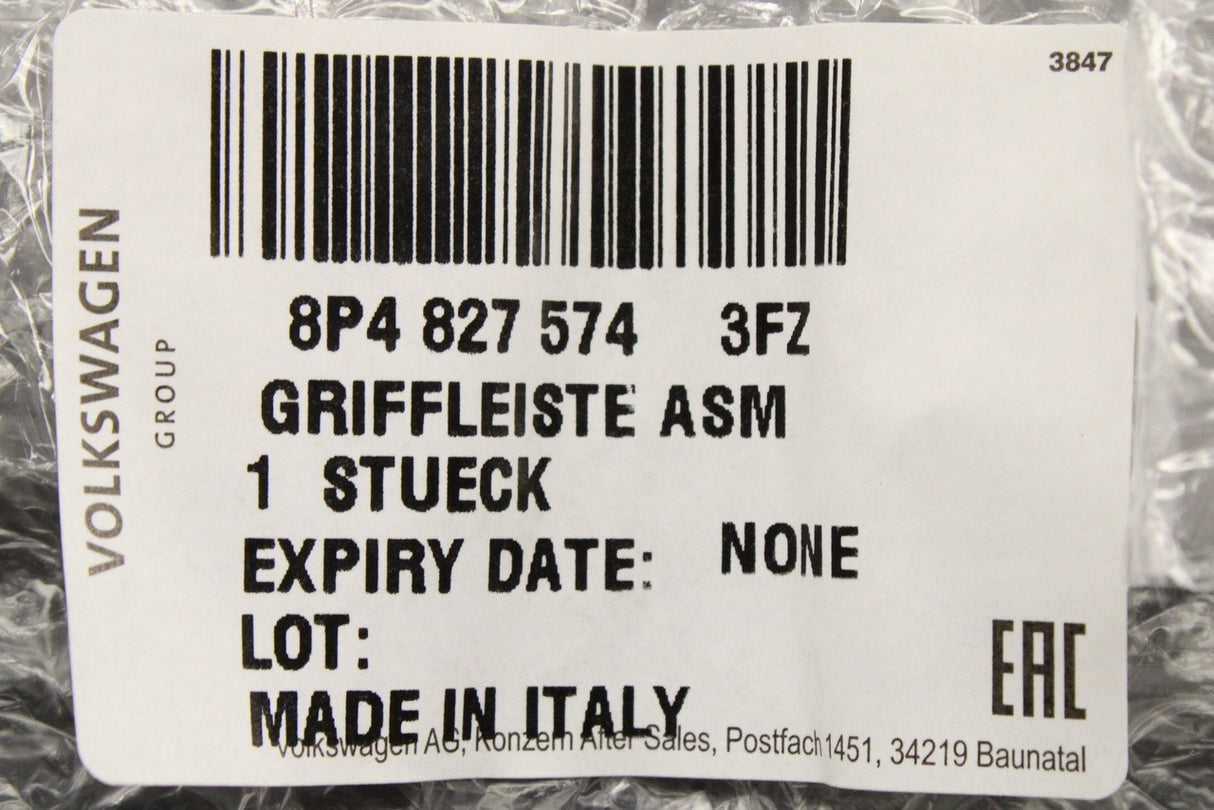 3847
VOLKSWAGEN
GROUP
8P4 827 574 3FZ
GRIFFLEISTE ASM
1 STUECK
EXPIRY DATE: NONE
LOT:
MADE IN ITALY
EAC
Volkswagen AG, Konzern After Sales, Postfach 1451, 34219 Baunatal